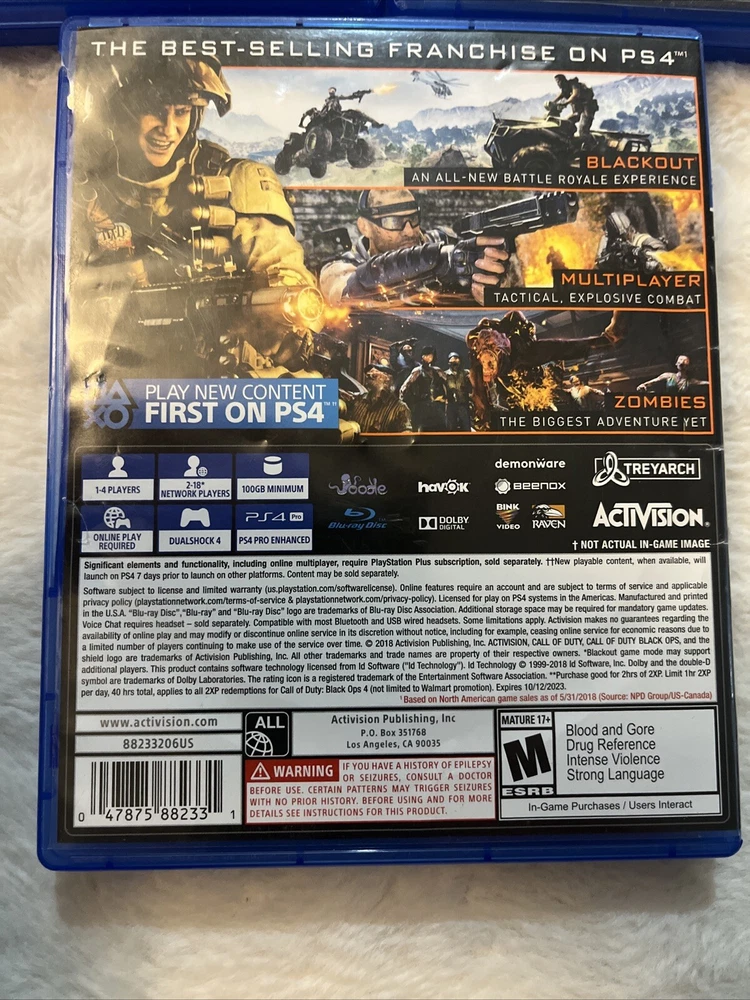 THE BEST-SELLING FRANCHISE ON PS4™¹
BLACKOUT†
AN ALL-NEW BATTLE ROYALE EXPERIENCE
MULTIPLAYER
TACTICAL, EXPLOSIVE COMBAT
ZOMBIES
THE BIGGEST ADVENTURE YET
PLAY NEW CONTENT
FIRST ON PS4™††
1-4 PLAYERS
2-18*
NETWORK PLAYERS
100GB MINIMUM
ONLINE PLAY
REQUIRED
DUALSHOCK 4
PS4 Pro
PS4 PRO ENHANCED
havok
Blu-ray Disc
DOLBY
DIGITAL
demonware
BEENOX
BINK
VIDEO
RAVEN
TREYARCH
ACTIVISION®
† NOT ACTUAL IN-GAME IMAGE
Significant elements and functionality, including online multiplayer, require PlayStation Plus subscription, sold separately. ††New playable content, when available, will
launch on PS4 7 days prior to launch on other platforms. Content may be sold separately.
Software subject to license and limited warranty (us.playstation.com/softwarelicense). Online features require an account and are subject to terms of service and applicable
privacy policy (playstationnetwork.com/terms-of-service & playstationnetwork.com/privacy-policy). Licensed for play on PS4 systems in the Americas. Manufactured and printed
in the U.S.A. "Blu-ray Disc", "Blu-ray" and "Blu-ray Disc" logo are trademarks of Blu-ray Disc Association. Additional storage space may be required for mandatory game updates.
Voice Chat requires headset – sold separately. Compatible with most Bluetooth and USB wired headsets. Some limitations apply. Activision makes no guarantees regarding the
availability of online play and may modify or discontinue online service in its discretion without notice, including for example, ceasing online service for economic reasons due to
a limited number of players continuing to make use of the service over time. © 2018 Activision Publishing, Inc. ACTIVISION, CALL OF DUTY, CALL OF DUTY BLACK OPS, and the
shield logo are trademarks of Activision Publishing, Inc. All other trademarks and trade names are property of their respective owners. *Blackout game mode may support
additional players. This product contains software technology licensed from Id Software ("Id Technology"). Id Technology © 1999-2018 Id Software, Inc. Dolby and the double-D
symbol are trademarks of Dolby Laboratories. The rating icon is a registered trademark of the Entertainment Software Association. **Purchase good for 2hrs of 2XP. Limit 1hr 2XP
per day, 40 hrs total, applies to all 2XP redemptions for Call of Duty: Black Ops 4 (not limited to Walmart promotion). Expires 10/12/2023.
¹Based on North American game sales as of 5/31/2018 (Source: NPD Group/US-Canada)
www.activision.com
88233206US
0 47875 88233 1
ALL
Activision Publishing, Inc
P.O. Box 351768
Los Angeles, CA 90035
WARNING IF YOU HAVE A HISTORY OF EPILEPSY
OR SEIZURES, CONSULT A DOCTOR
BEFORE USE. CERTAIN PATTERNS MAY TRIGGER SEIZURES
WITH NO PRIOR HISTORY. BEFORE USING AND FOR MORE
DETAILS SEE INSTRUCTIONS FOR THIS PRODUCT.
MATURE 17+
M
ESRB
Blood and Gore
Drug Reference
Intense Violence
Strong Language
In-Game Purchases / Users Interact